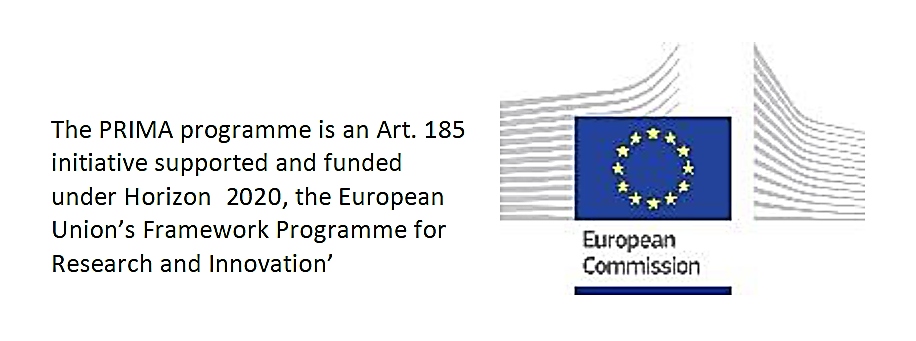 The PRIMA programme is an Art. 185
initiative supported and funded
under Horizon  2020, the European
Union’s Framework Programme for
Research and Innovation’
European
Commission